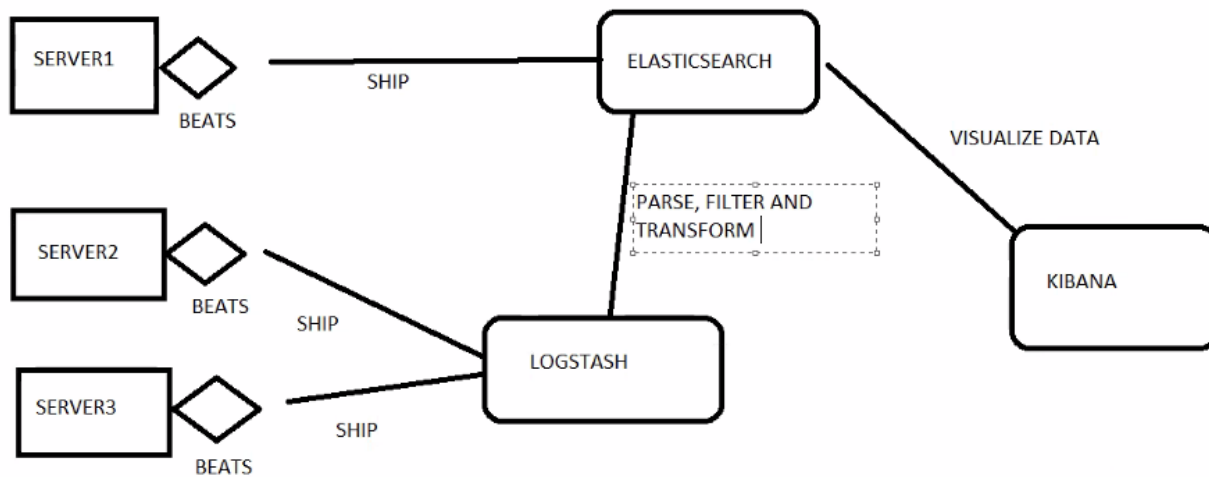 SERVER1
BEATS
SHIP
ELASTICSEARCH
VISUALIZE DATA
PARSE, FILTER AND
TRANSFORM
SERVER2
BEATS
SHIP
KIBANA
LOGSTASH
SERVER3
BEATS
SHIP